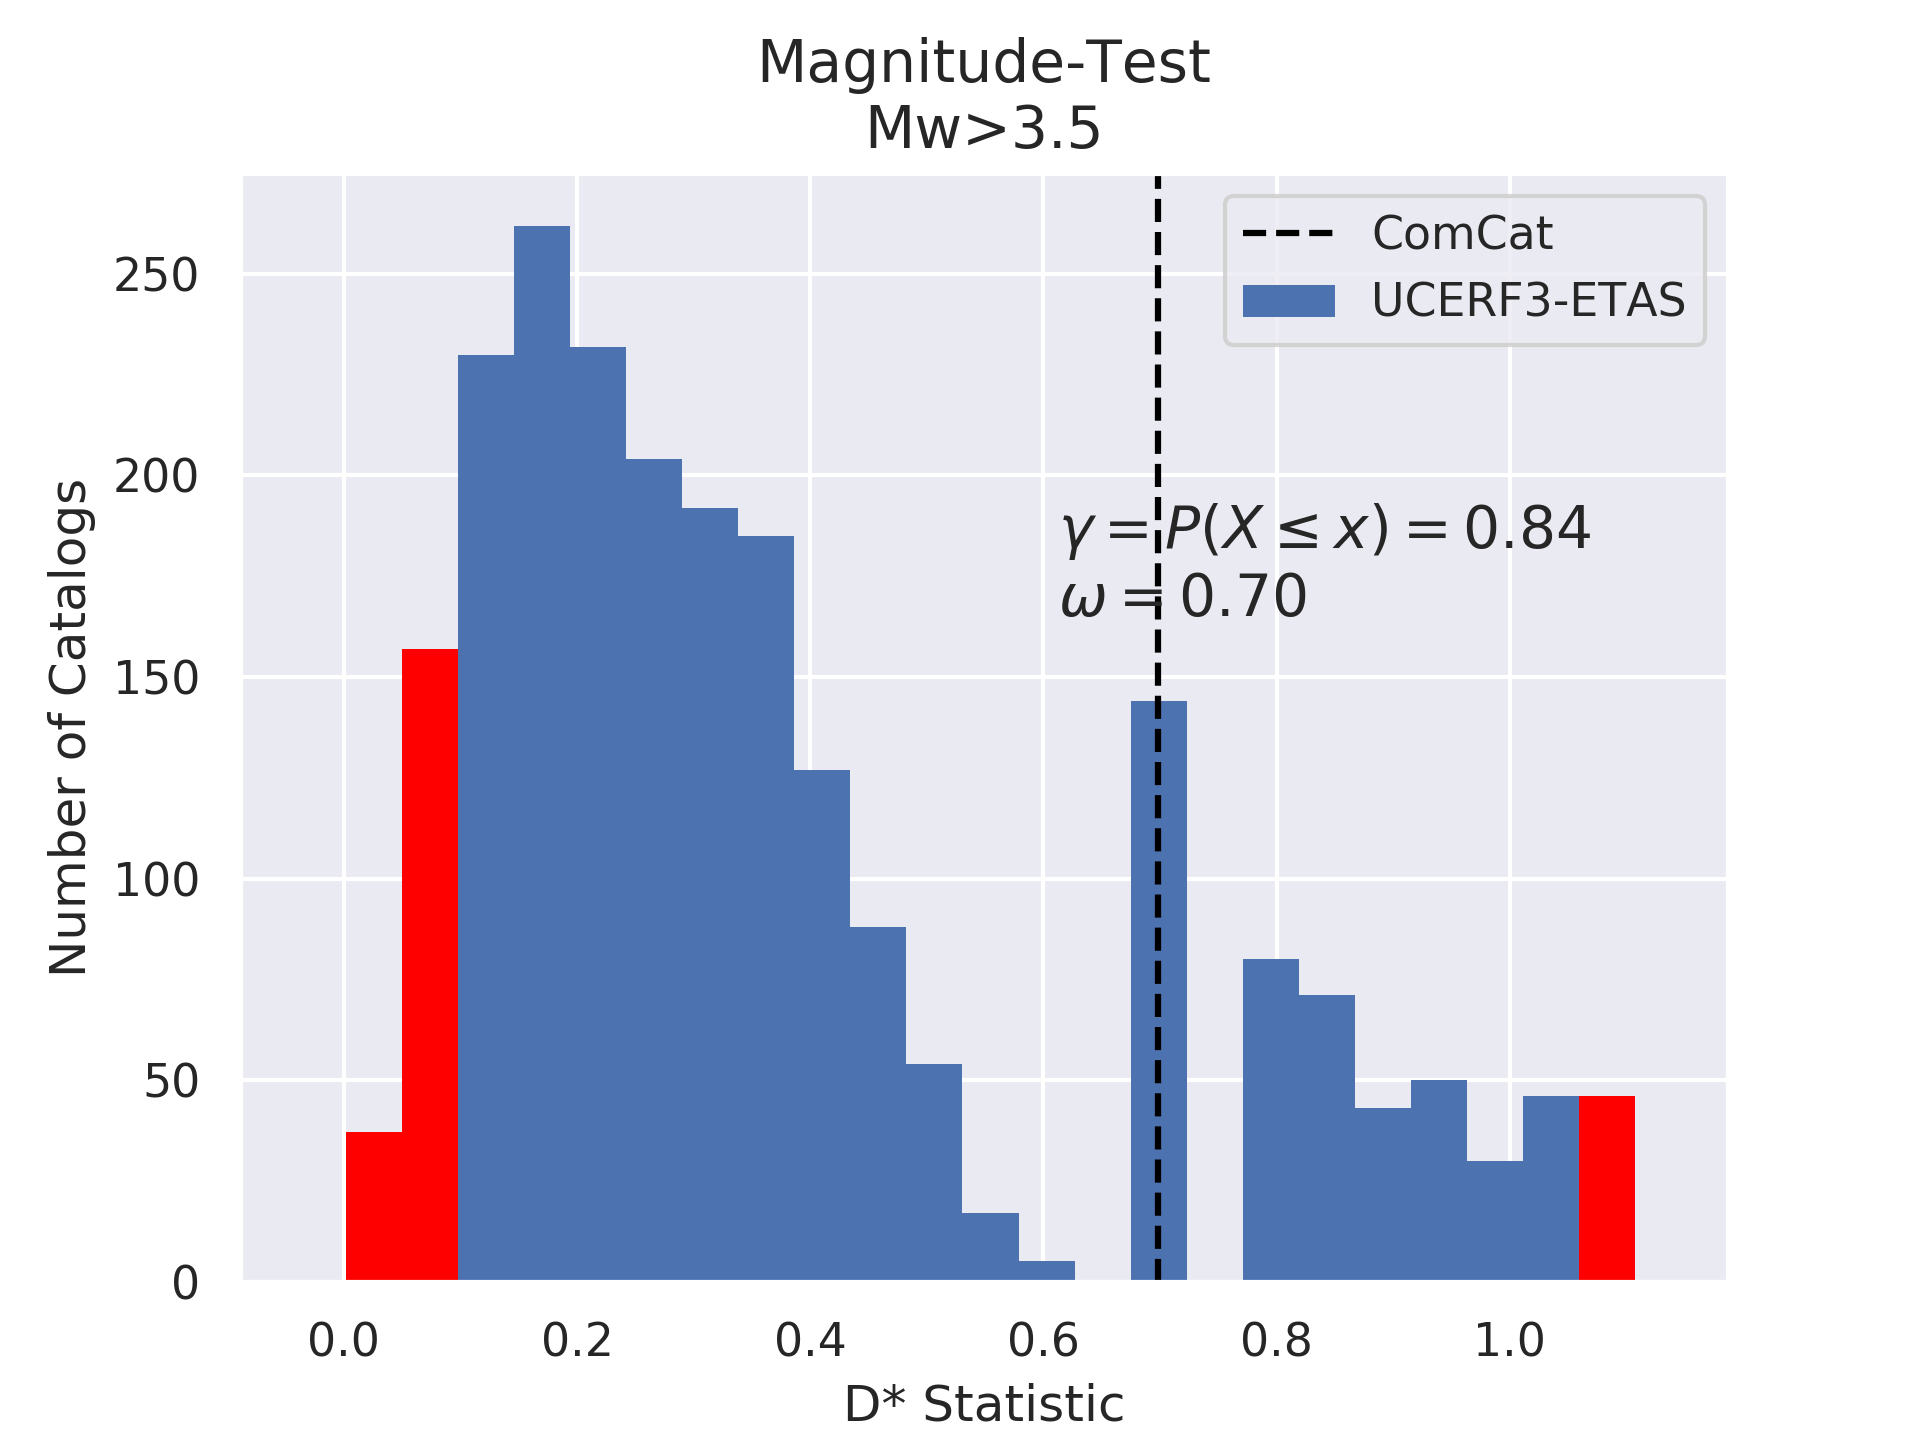 Magnitude-Test
Mw>3.5
ComCat
UCERF3-ETAS
γ = P(X ≤ x) = 0.84
ω = 0.70
Number of Catalogs
250
200
150
100
50
0
0.0 0.2 0.4 0.6 0.8 1.0
D* Statistic